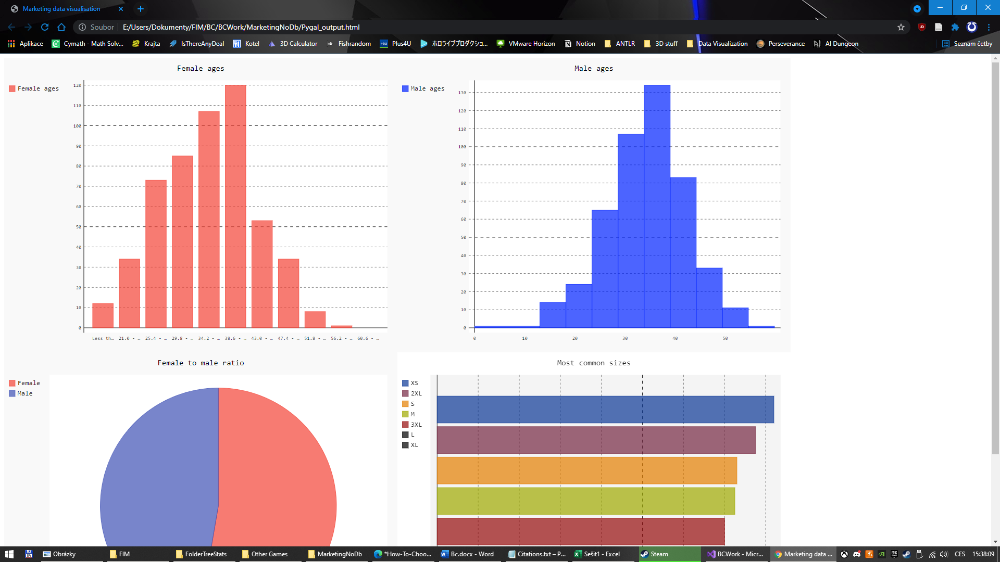 Marketing data visualisation
Soubor E:/Users/Dokumenty/FIM/BC/BCWork/MarketingNoDb/Pygal_output.html
Aplikace Cymath - Math Solv... Krajta IsThereAnyDeal Kotel 3D Calculator Fishrandom Plus4U ホロライブプロダクショ... VMware Horizon Notion ANTLR 3D stuff Data Visualization Perseverance AI Dungeon Seznam četby
Female ages
Female ages
120
110
100
90
80
70
60
50
40
30
20
10
0
Less th… 21.0 - … 25.4 - … 29.8 - … 34.2 - … 38.6 - … 43.0 - … 47.4 - … 51.8 - … 56.2 - … 60.6 - …
Male ages
Male ages
130
120
110
100
90
80
70
60
50
40
30
20
10
0
0 10 20 30 40 50
Female to male ratio
Female
Male
Most common sizes
XS
2XL
S
M
3XL
L
XL
Obrázky FIM FolderTreeStats Other Games MarketingNoDb *How-To-Choo... Bc.docx - Word Citations.txt – P... Sešit1 - Excel Steam BCWork - Micr... Marketing data ... CES 15:38:09